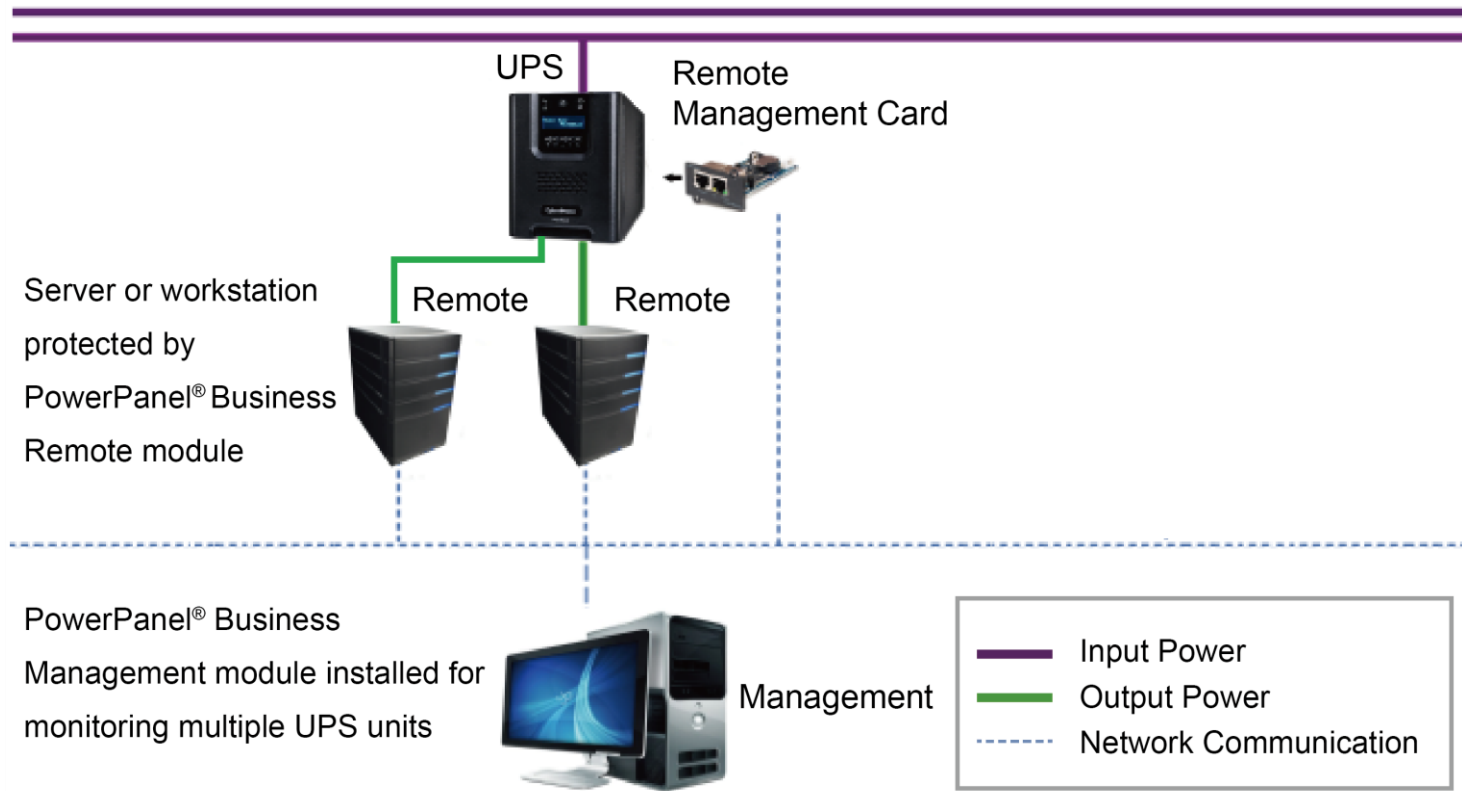 UPS
Remote
Management Card
Server or workstation
protected by
PowerPanel® Business
Remote module
Remote
Remote
PowerPanel® Business
Management module installed for
monitoring multiple UPS units
Management
Input Power
Output Power
Network Communication